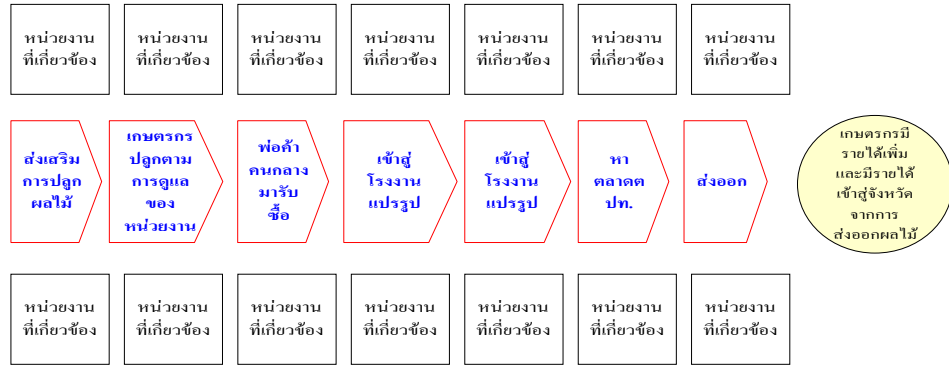 หน่วยงาน
ที่เกี่ยวข้อง
หน่วยงาน
ที่เกี่ยวข้อง
หน่วยงาน
ที่เกี่ยวข้อง
หน่วยงาน
ที่เกี่ยวข้อง
หน่วยงาน
ที่เกี่ยวข้อง
หน่วยงาน
ที่เกี่ยวข้อง
หน่วยงาน
ที่เกี่ยวข้อง
ส่งเสริม
การปลูก
ผลไม้
เกษตรกร
ปลูกตาม
การดูแล
ของ
หน่วยงาน
พ่อค้า
คนกลาง
มารับ
ซื้อ
เข้าสู่
โรงงาน
แปรรูป
เข้าสู่
โรงงาน
แปรรูป
หา
ตลาดต
ปท.
ส่งออก
เกษตรกรมี
รายได้เพิ่ม
และมีรายได้
เข้าสู่จังหวัด
จากการ
ส่งออกผลไม้
หน่วยงาน
ที่เกี่ยวข้อง
หน่วยงาน
ที่เกี่ยวข้อง
หน่วยงาน
ที่เกี่ยวข้อง
หน่วยงาน
ที่เกี่ยวข้อง
หน่วยงาน
ที่เกี่ยวข้อง
หน่วยงาน
ที่เกี่ยวข้อง
หน่วยงาน
ที่เกี่ยวข้อง